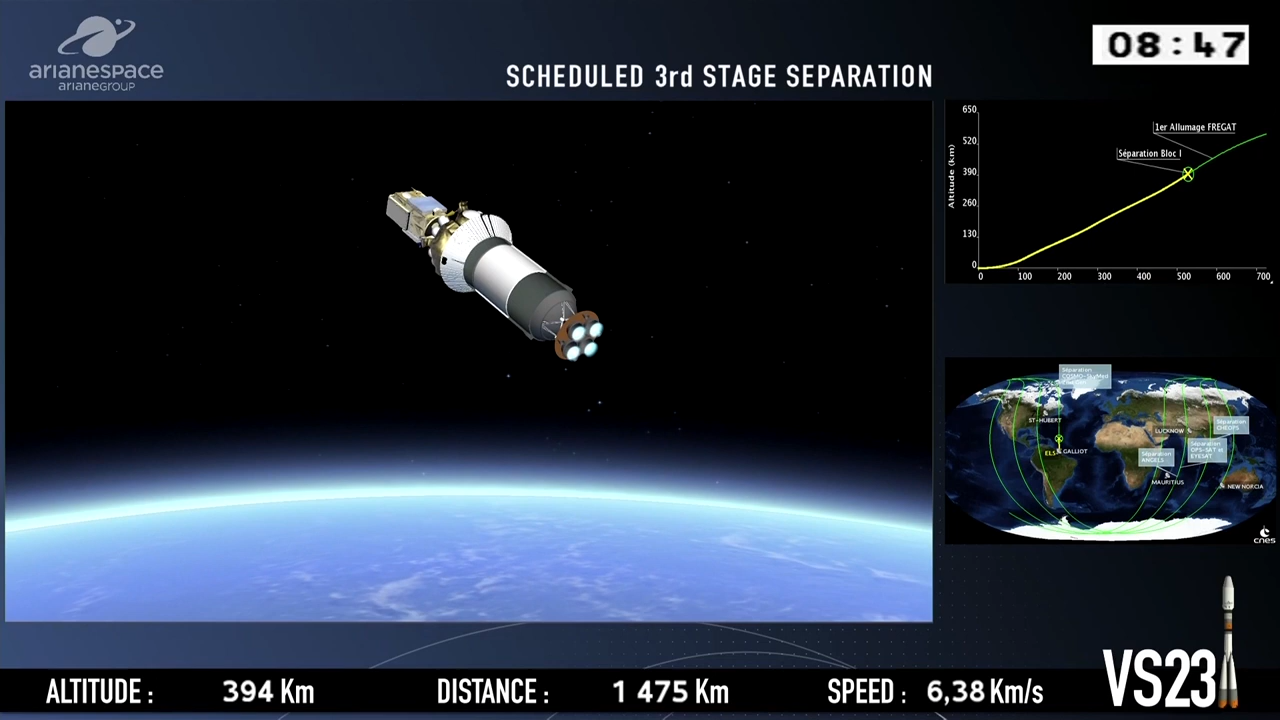 arianespace
arianeGROUP
SCHEDULED 3rd STAGE SEPARATION
08:47
650
520
390
260
130
0
Altitude (km)
1er Allumage FREGAT
Séparation Bloc I
0 100 200 300 400 500 600 700
Séparation
COSMO-SkyMed
ST-HUBERT
LUCKNOW
Séparation
CHEOPS
ELS
GALLIOT
Séparation
ANGELS
Séparation
OPS-SAT et
EYESAT
MAURITIUS
NEW NORCIA
cnes
VS23
ALTITUDE : 394 Km DISTANCE : 1 475 Km SPEED : 6,38 Km/s